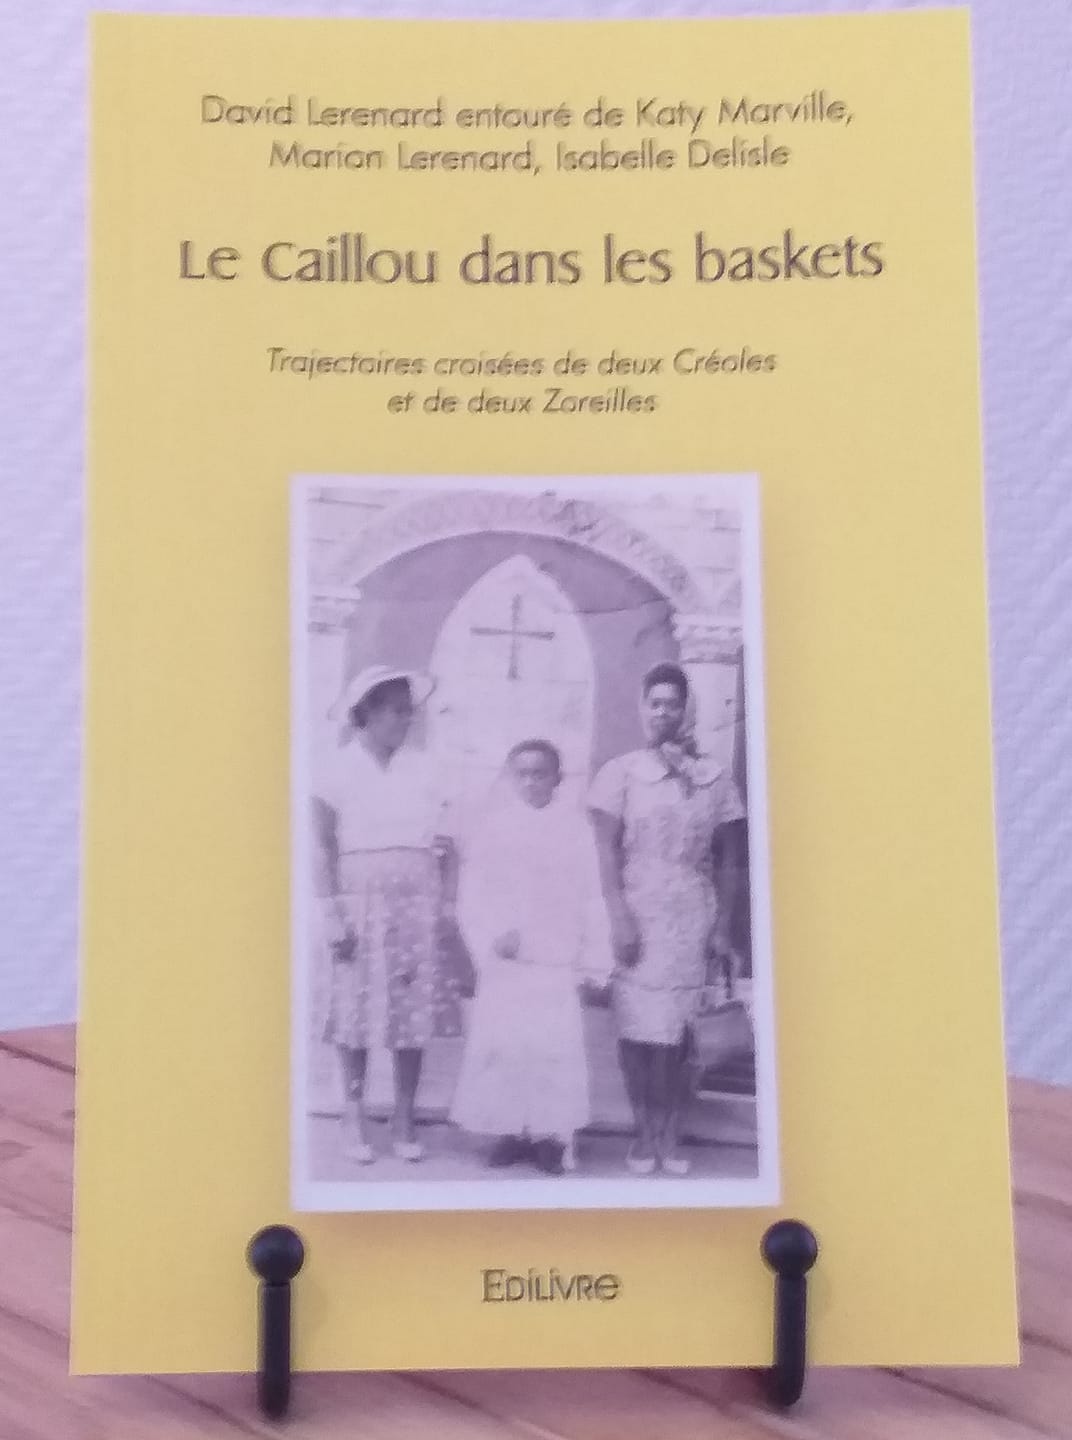 David Lerenard entouré de Katy Marville,
Marion Lerenard, Isabelle Delisle
Le Caillou dans les baskets
Trajectoires croisées de deux Créoles
et de deux Zoreilles
EDILIVRE